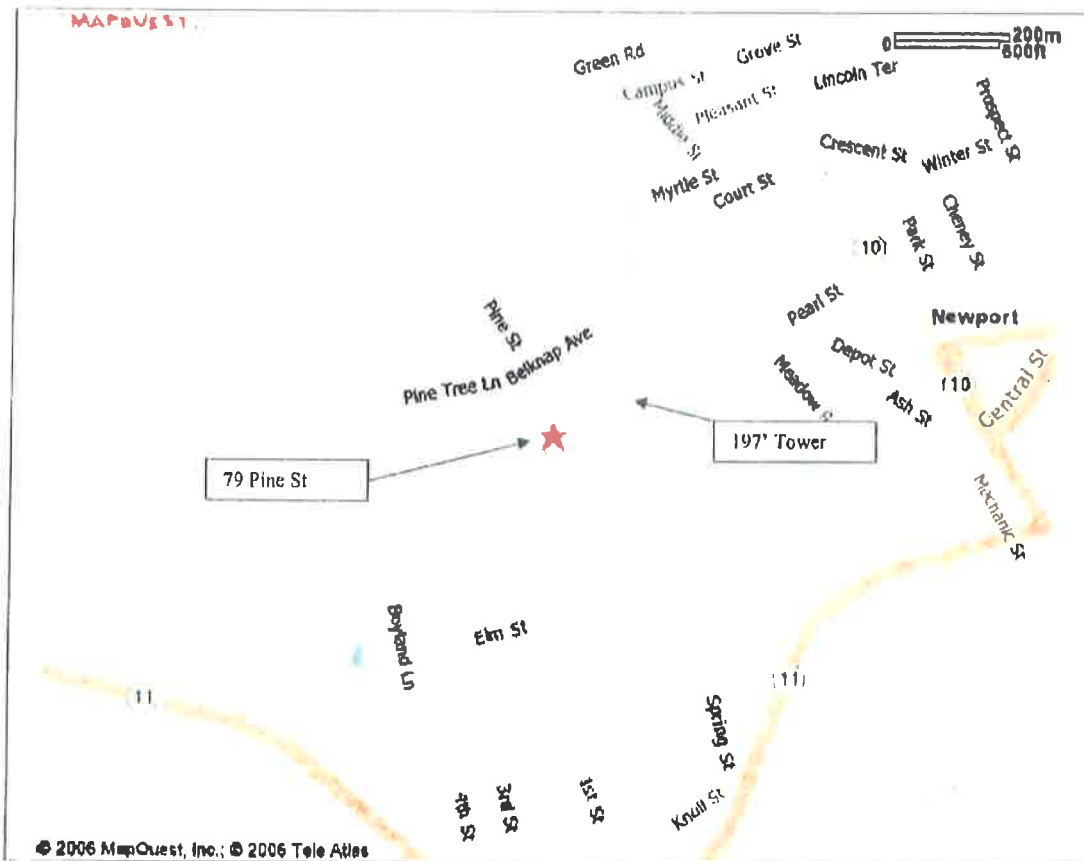 MAPQUEST
0 200m
600ft
Green Rd
Grove St
Campus St
Lincoln Ter
Pleasant St
Middle St
Prospect St
Crescent St
Winter St
Myrtle St
Court St
Cheney St
Park St
(10)
Pearl St
Newport
Pine St
Depot St
Pine Tree Ln Belknap Ave
Meadow
Ash St
(10)
Central St
197' Tower
79 Pine St
Mechanic St
Boyland Ln
Elm St
(11)
(11)
Spring St
4th St
3rd St
1st St
Knoll St
© 2006 MapQuest, Inc.; © 2006 Tele Atlas